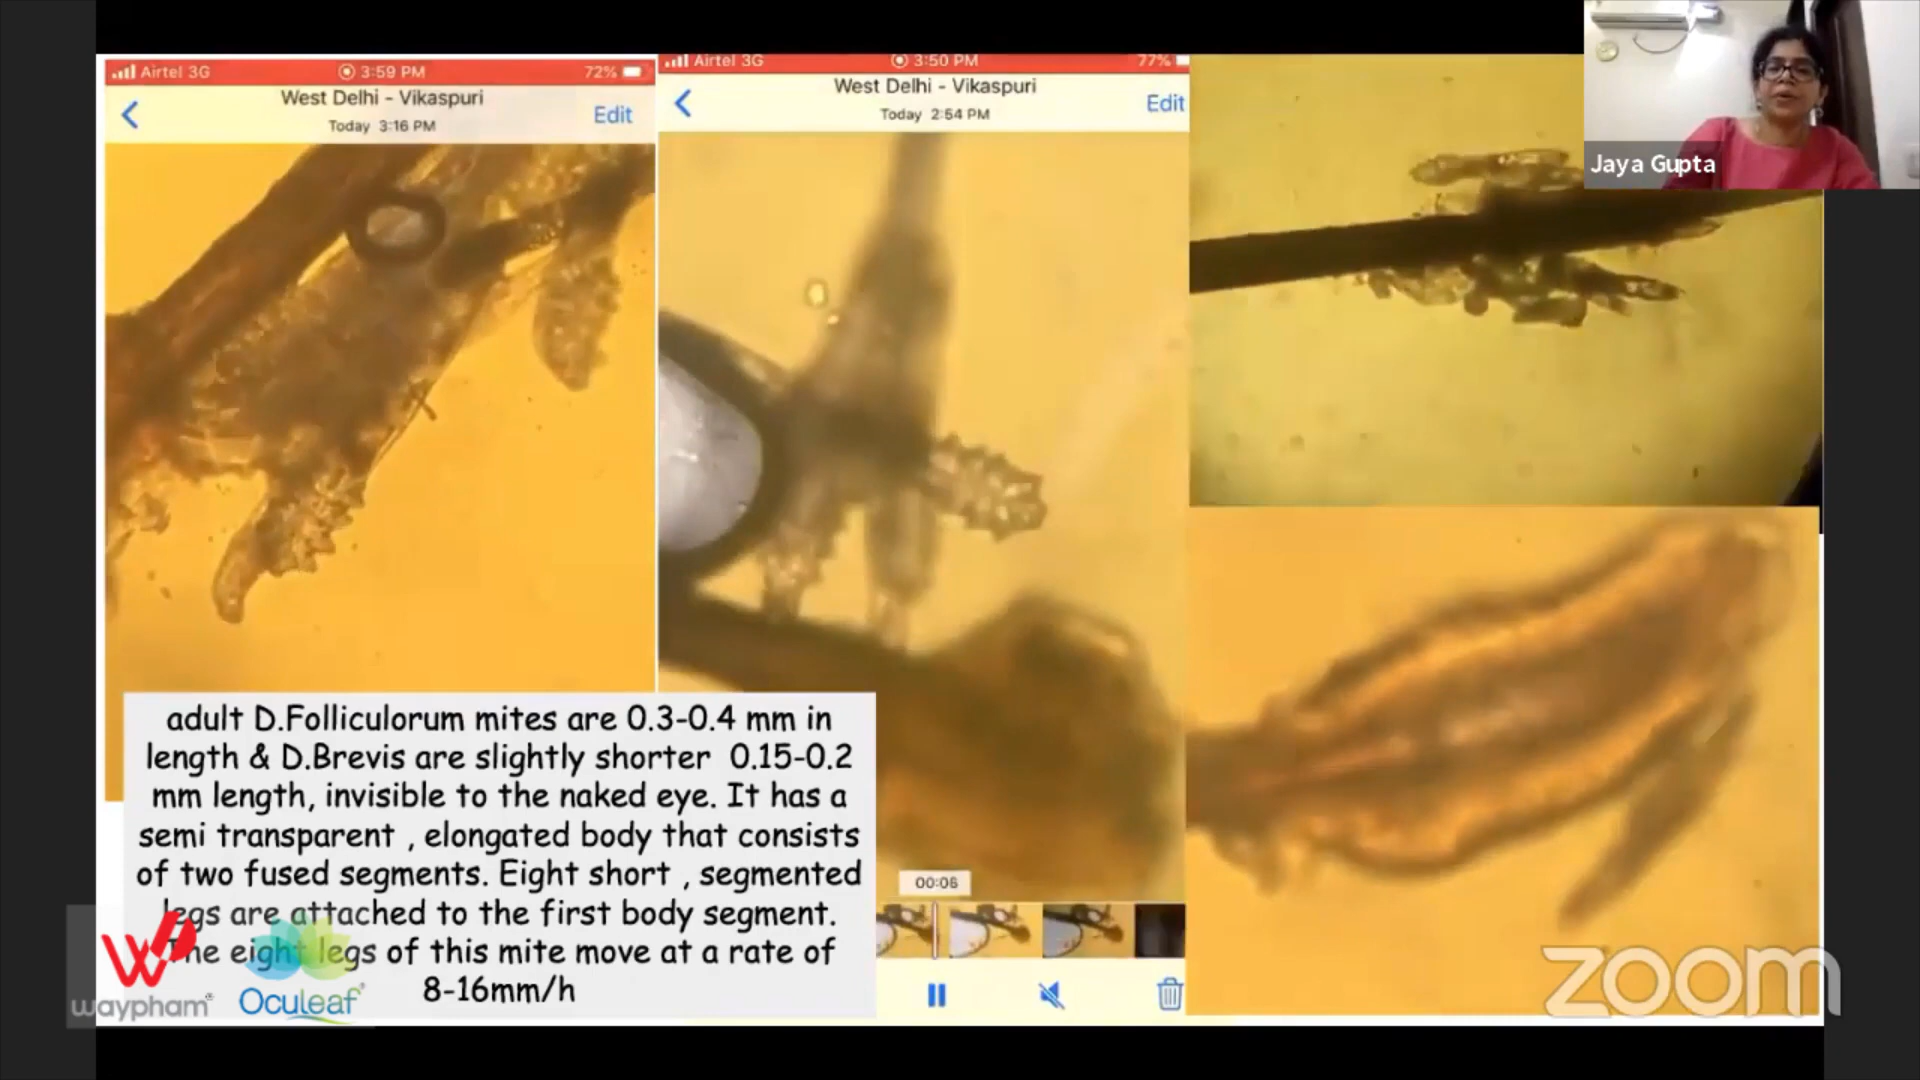 Airtel 3G 3:59 PM 72%
West Delhi - Vikaspuri
Edit
Today 3:16 PM
Airtel 3G 3:50 PM 77%
West Delhi - Vikaspuri
Edit
Today 2:54 PM
Jaya Gupta
adult D.Folliculorum mites are 0.3-0.4 mm in
length & D.Brevis are slightly shorter 0.15-0.2
mm length, invisible to the naked eye. It has a
semi transparent , elongated body that consists
of two fused segments. Eight short , segmented
legs are attached to the first body segment.
The eight legs of this mite move at a rate of
8-16mm/h
00:06
waypham®
Oculeaf
zoom